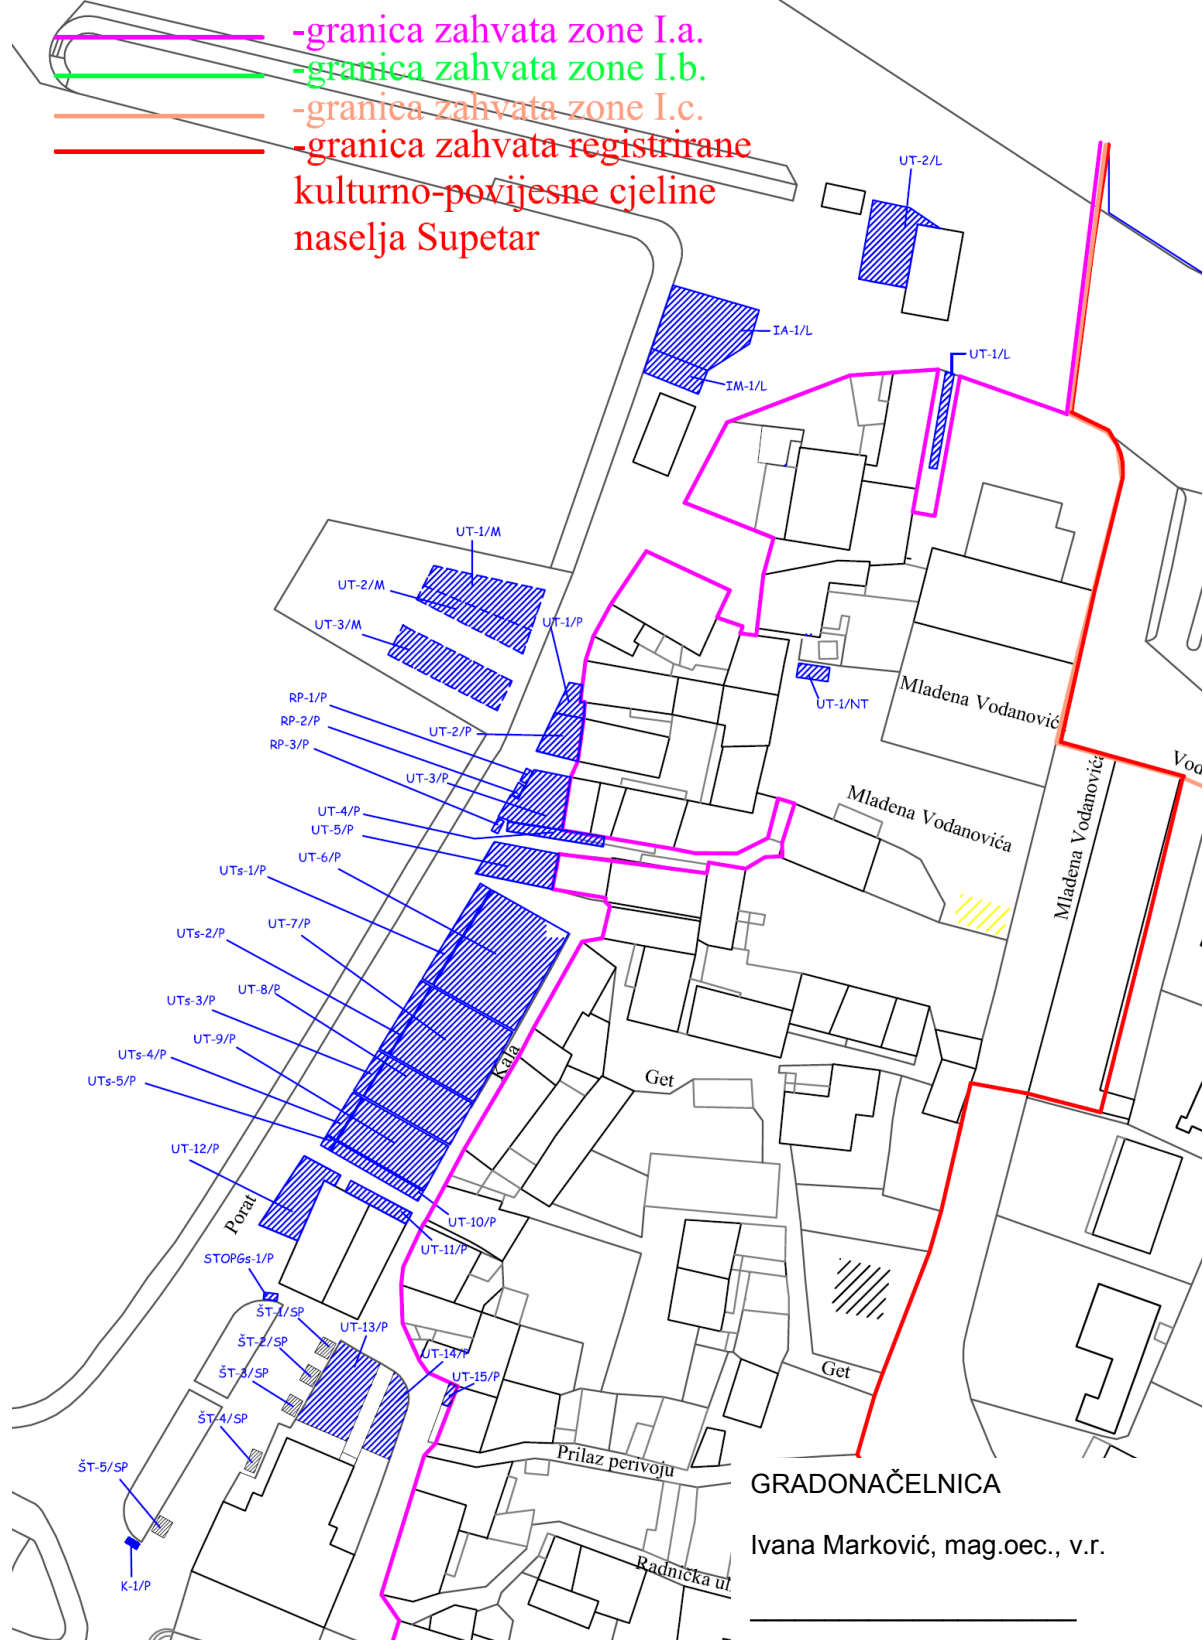 -granica zahvata zone I.a.
-granica zahvata zone I.b.
-granica zahvata zone I.c.
-granica zahvata registrirane
kulturno-povijesne cjeline
naselja Supetar
UT-2/L
IA-1/L
UT-1/L
IM-1/L
UT-1/M
UT-2/M
UT-3/M
UT-1/P
UT-1/NT
Mladena Vodanović
RP-1/P
RP-2/P
UT-2/P
RP-3/P
UT-3/P
Mladena Vodanovića
Mladena Vodanovića
UT-4/P
UT-5/P
UT-6/P
UTs-1/P
UT-7/P
UTs-2/P
UT-8/P
UTs-3/P
UT-9/P
UTs-4/P
UTs-5/P
Kala
Get
UT-12/P
Porat
UT-10/P
UT-11/P
STOPGs-1/P
ŠT-1/SP
UT-13/P
ŠT-2/SP
UT-14/P
ŠT-3/SP
UT-15/P
Get
ŠT-4/SP
ŠT-5/SP
Prilaz perivoju
K-1/P
Radnička ul
GRADONAČELNICA
Ivana Marković, mag.oec., v.r.